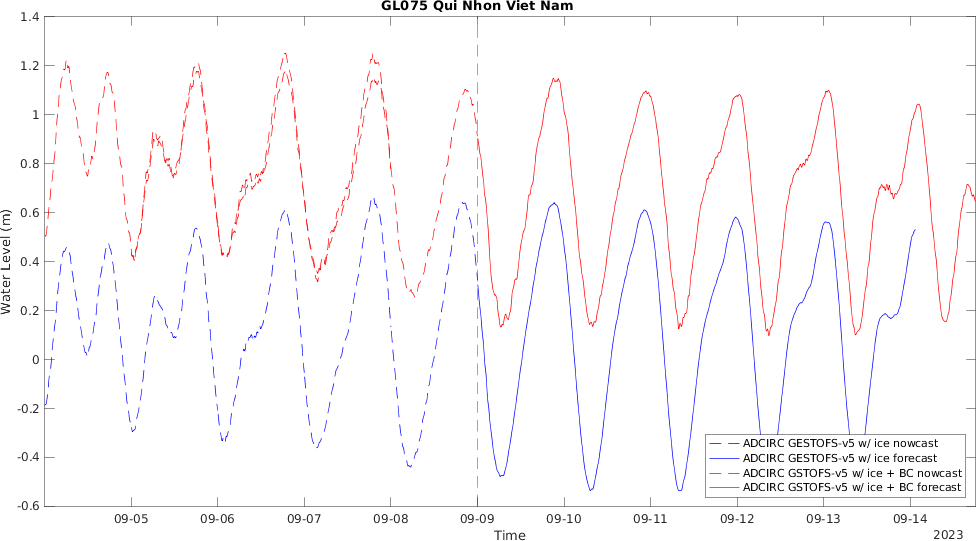 GL075 Qui Nhon Viet Nam
1.4
1.2
1
0.8
0.6
0.4
0.2
0
-0.2
-0.4
-0.6
Water Level (m)
ADCIRC GESTOFS-v5 w/ ice nowcast
ADCIRC GESTOFS-v5 w/ ice forecast
ADCIRC GSTOFS-v5 w/ ice + BC nowcast
ADCIRC GSTOFS-v5 w/ ice + BC forecast
09-05 09-06 09-07 09-08 09-09 09-10 09-11 09-12 09-13 09-14
Time
2023